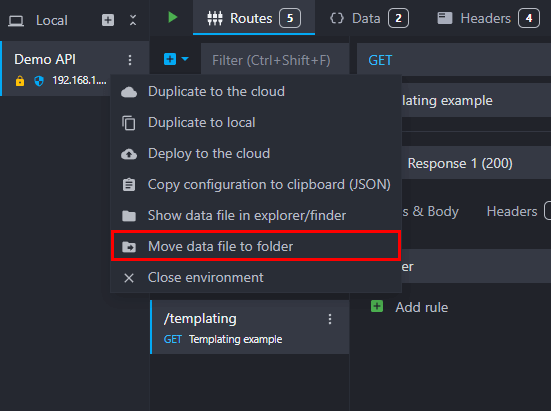 Local
Routes 5
Data 2
Headers 4
Demo API
192.168.1....
Filter (Ctrl+Shift+F)
GET
Duplicate to the cloud
Duplicate to local
Deploy to the cloud
Copy configuration to clipboard (JSON)
Show data file in explorer/finder
Move data file to folder
Close environment
lating example
Response 1 (200)
s & Body
Headers
er
Add rule
/templating
GET Templating example